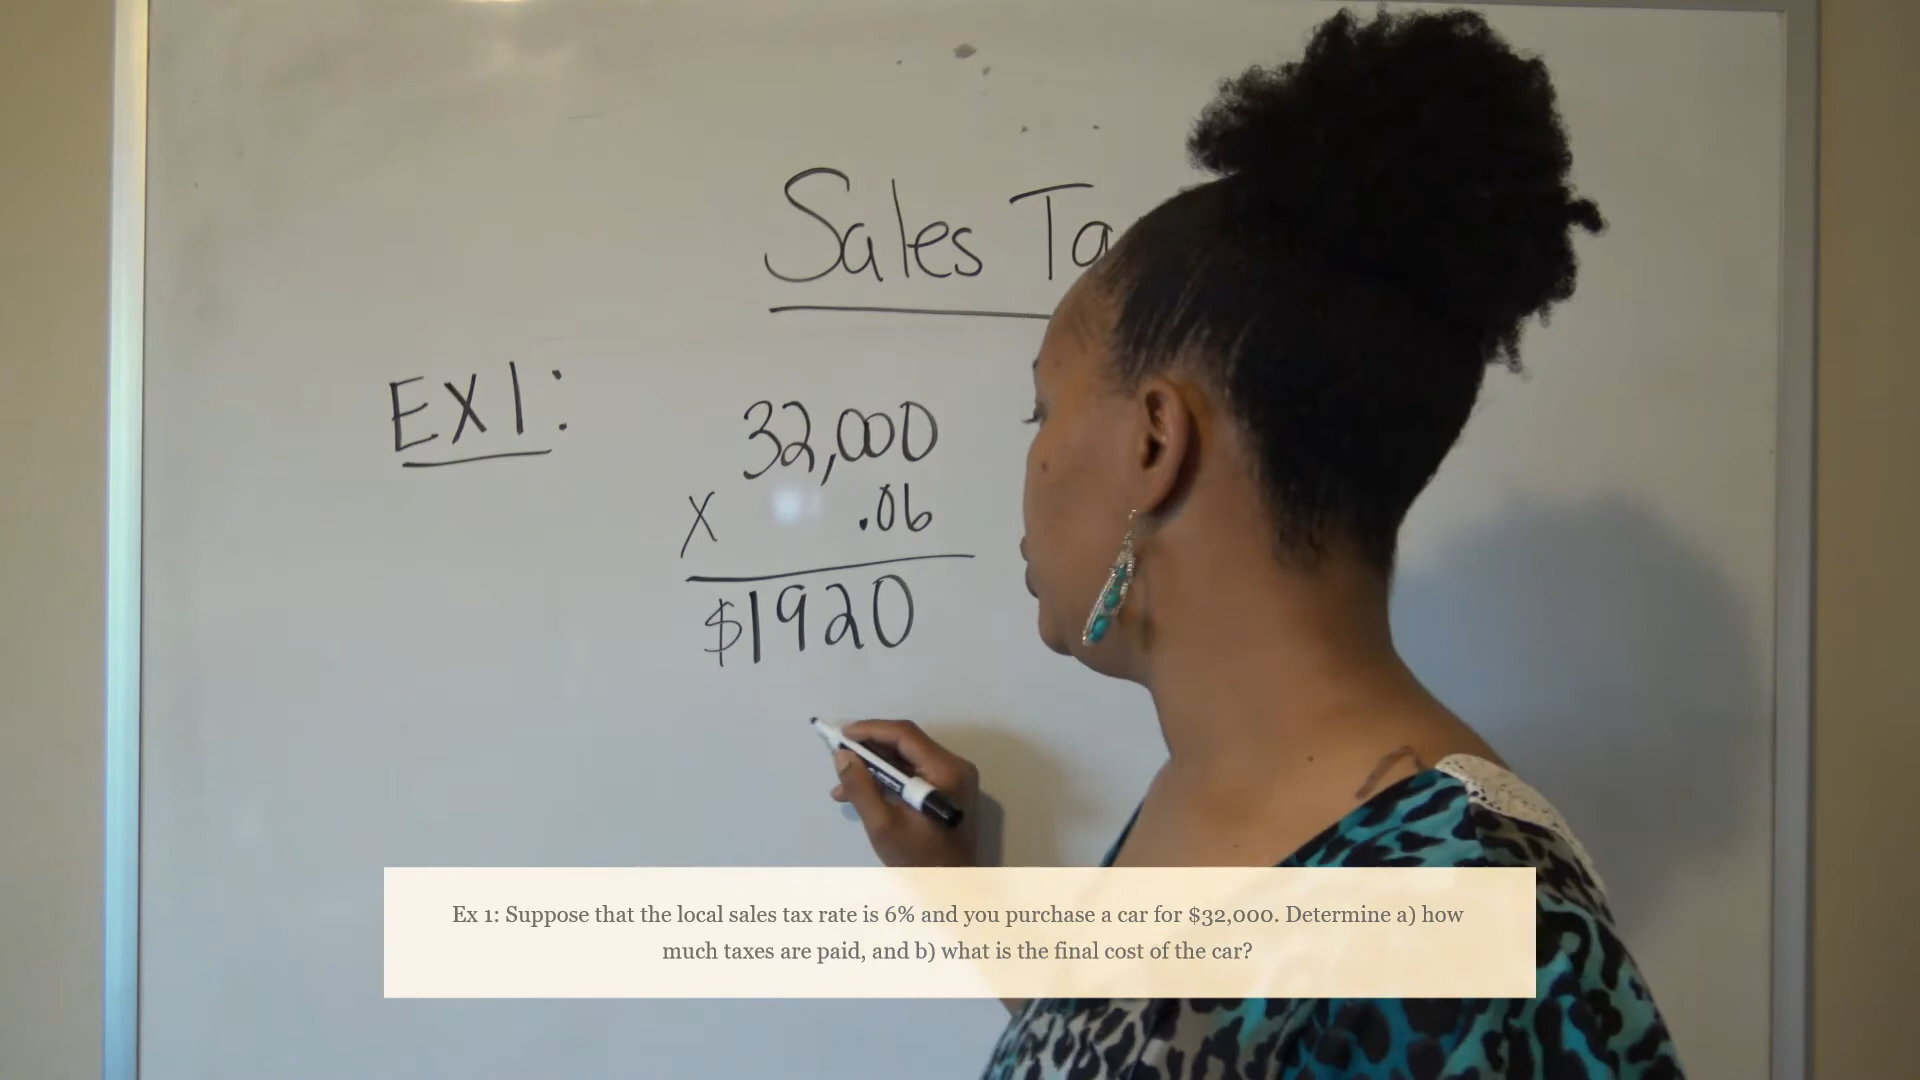 Sales Ta
EX1:
32,000
X .06
$1920
Ex 1: Suppose that the local sales tax rate is 6% and you purchase a car for $32,000. Determine a) how
much taxes are paid, and b) what is the final cost of the car?